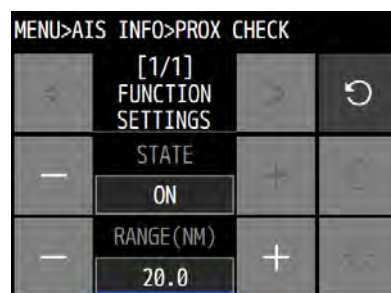 MENU>AIS INFO>PROX CHECK
[1/1]
FUNCTION
SETTINGS
STATE
ON
RANGE(NM)
20.0